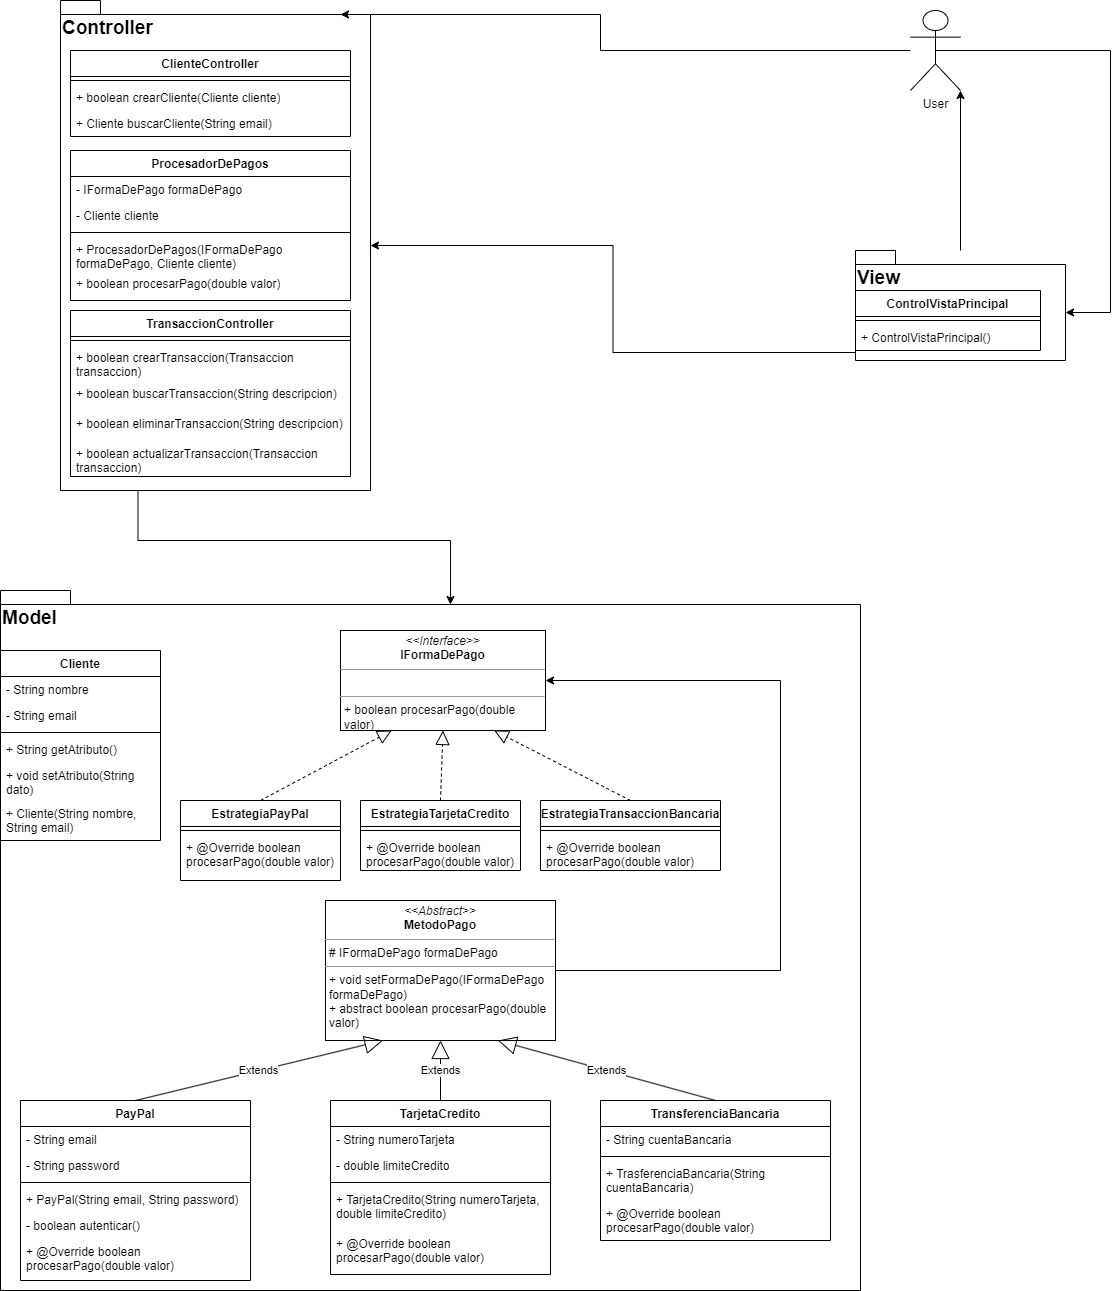 Controller
ClienteController
+ boolean crearCliente(Cliente cliente)
+ Cliente buscarCliente(String email)
ProcesadorDePagos
- IFormaDePago formaDePago
- Cliente cliente
+ ProcesadorDePagos(IFormaDePago
formaDePago, Cliente cliente)
+ boolean procesarPago(double valor)
TransaccionController
+ boolean crearTransaccion(Transaccion
transaccion)
+ boolean buscarTransaccion(String descripcion)
+ boolean eliminarTransaccion(String descripcion)
+ boolean actualizarTransaccion(Transaccion
transaccion)
User
View
ControlVistaPrincipal
+ ControlVistaPrincipal()
Model
Cliente
- String nombre
- String email
+ String getAtributo()
+ void setAtributo(String
dato)
+ Cliente(String nombre,
String email)
<<Interface>>
IFormaDePago
+ boolean procesarPago(double
valor)
EstrategiaPayPal
+ @Override boolean
procesarPago(double valor)
EstrategiaTarjetaCredito
+ @Override boolean
procesarPago(double valor)
EstrategiaTransaccionBancaria
+ @Override boolean
procesarPago(double valor)
<<Abstract>>
MetodoPago
# IFormaDePago formaDePago
+ void setFormaDePago(IFormaDePago
formaDePago)
+ abstract boolean procesarPago(double
valor)
Extends
Extends
Extends
PayPal
- String email
- String password
+ PayPal(String email, String password)
- boolean autenticar()
+ @Override boolean
procesarPago(double valor)
TarjetaCredito
- String numeroTarjeta
- double limiteCredito
+ TarjetaCredito(String numeroTarjeta,
double limiteCredito)
+ @Override boolean
procesarPago(double valor)
TransferenciaBancaria
- String cuentaBancaria
+ TrasferenciaBancaria(String
cuentaBancaria)
+ @Override boolean
procesarPago(double valor)